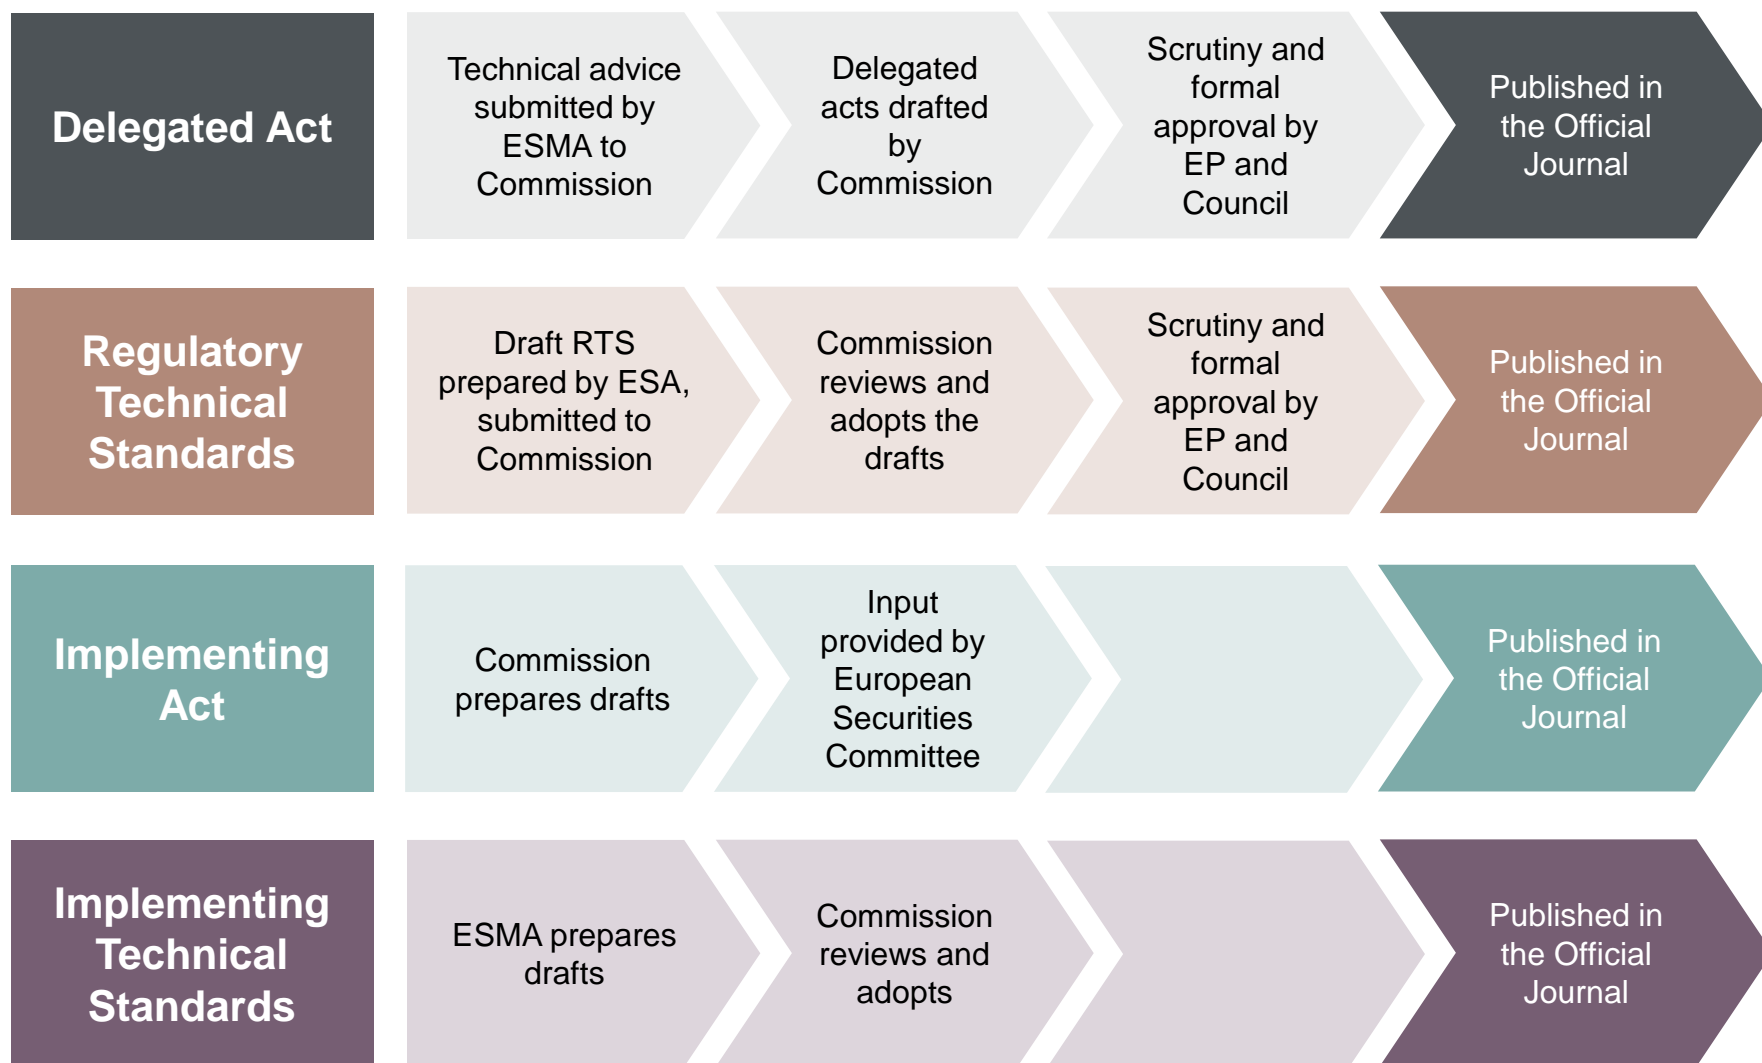 Delegated Act
Technical advice
submitted by
ESMA to
Commission
Delegated
acts drafted
by
Commission
Scrutiny and
formal
approval by
EP and
Council
Published in
the Official
Journal
Regulatory
Technical
Standards
Draft RTS
prepared by ESA,
submitted to
Commission
Commission
reviews and
adopts the
drafts
Scrutiny and
formal
approval by
EP and
Council
Published in
the Official
Journal
Implementing
Act
Commission
prepares drafts
Input
provided by
European
Securities
Committee
Published in
the Official
Journal
Implementing
Technical
Standards
ESMA prepares
drafts
Commission
reviews and
adopts
Published in
the Official
Journal